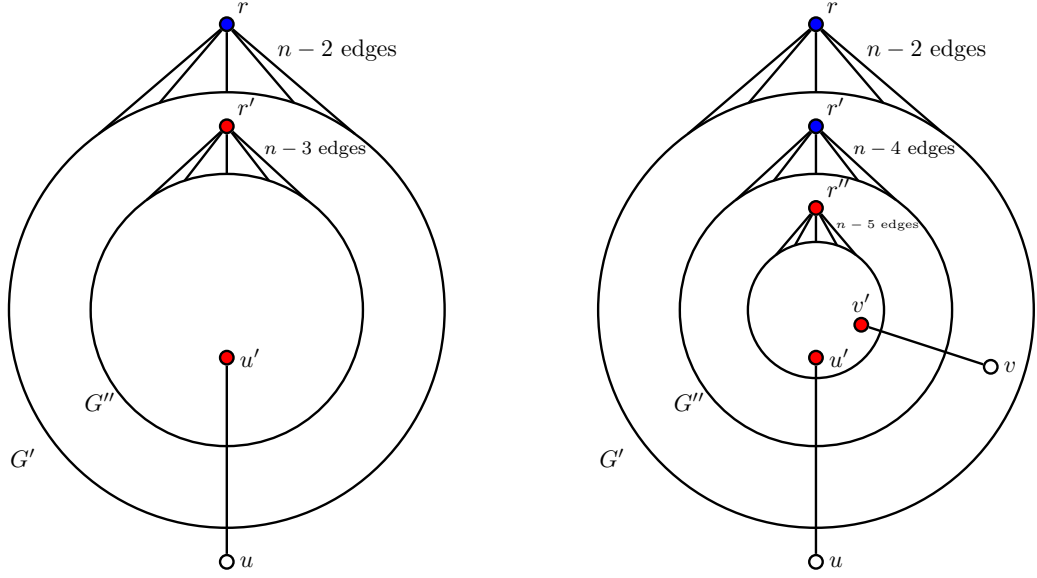 r
n − 2 edges
r′
n − 3 edges
u′
G″
G′
u
r
n − 2 edges
r′
n − 4 edges
r″
n − 5 edges
v′
u′
v
G″
G′
u